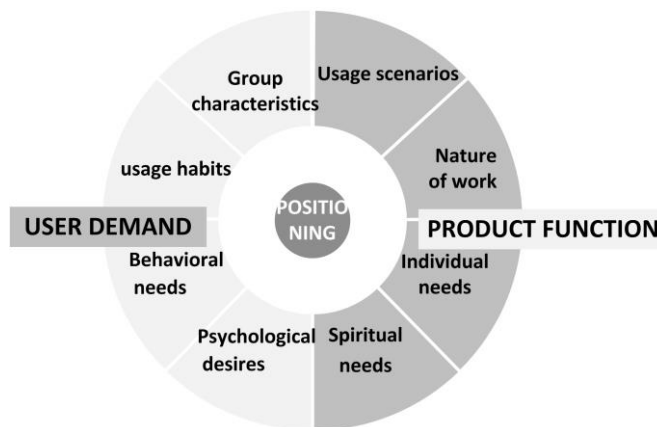 Group
characteristics
Usage scenarios
usage habits
Nature
of work
POSITIO
NING
USER DEMAND
PRODUCT FUNCTION
Behavioral
needs
Individual
needs
Psychological
desires
Spiritual
needs